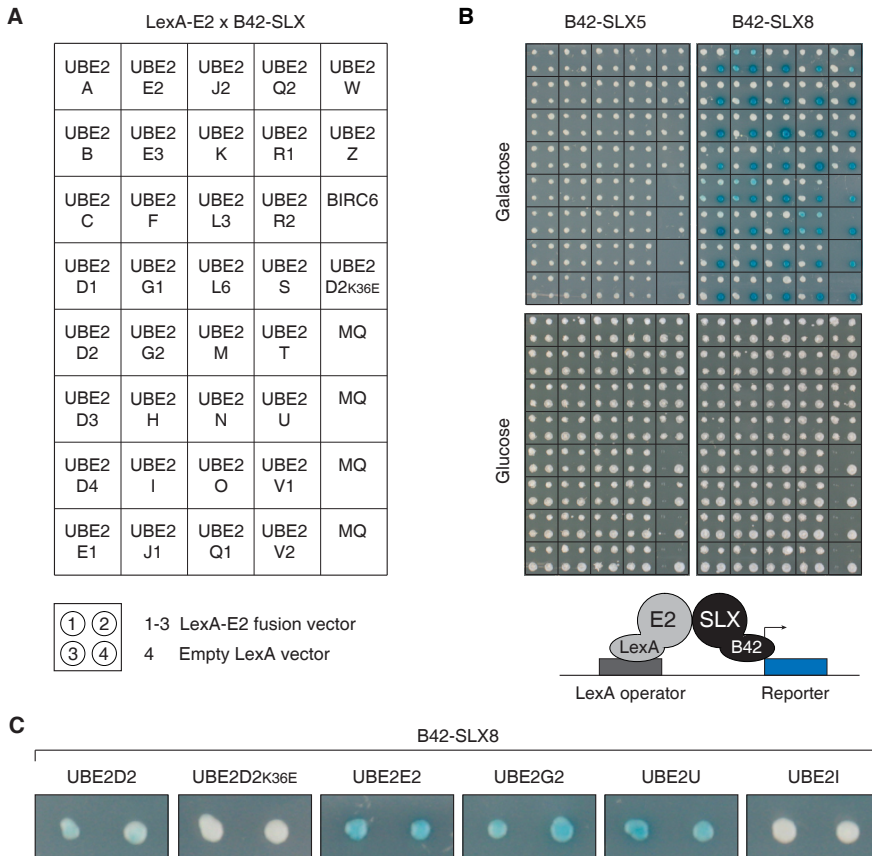 A
LexA-E2 x B42-SLX
UBE2 UBE2 UBE2 UBE2 UBE2
A E2 J2 Q2 W
UBE2 UBE2 UBE2 UBE2 UBE2
B E3 K R1 Z
UBE2 UBE2 UBE2 UBE2 BIRC6
C F L3 R2
UBE2 UBE2 UBE2 UBE2 UBE2
D1 G1 L6 S D2K36E
UBE2 UBE2 UBE2 UBE2 MQ
D2 G2 M T
UBE2 UBE2 UBE2 UBE2 MQ
D3 H N U
UBE2 UBE2 UBE2 UBE2 MQ
D4 I O V1
UBE2 UBE2 UBE2 UBE2 MQ
E1 J1 Q1 V2
1 2 1-3 LexA-E2 fusion vector
3 4 4 Empty LexA vector
B
B42-SLX5 B42-SLX8
Galactose
Glucose
E2 SLX
LexA B42
LexA operator Reporter
C
B42-SLX8
UBE2D2 UBE2D2K36E UBE2E2 UBE2G2 UBE2U UBE2I